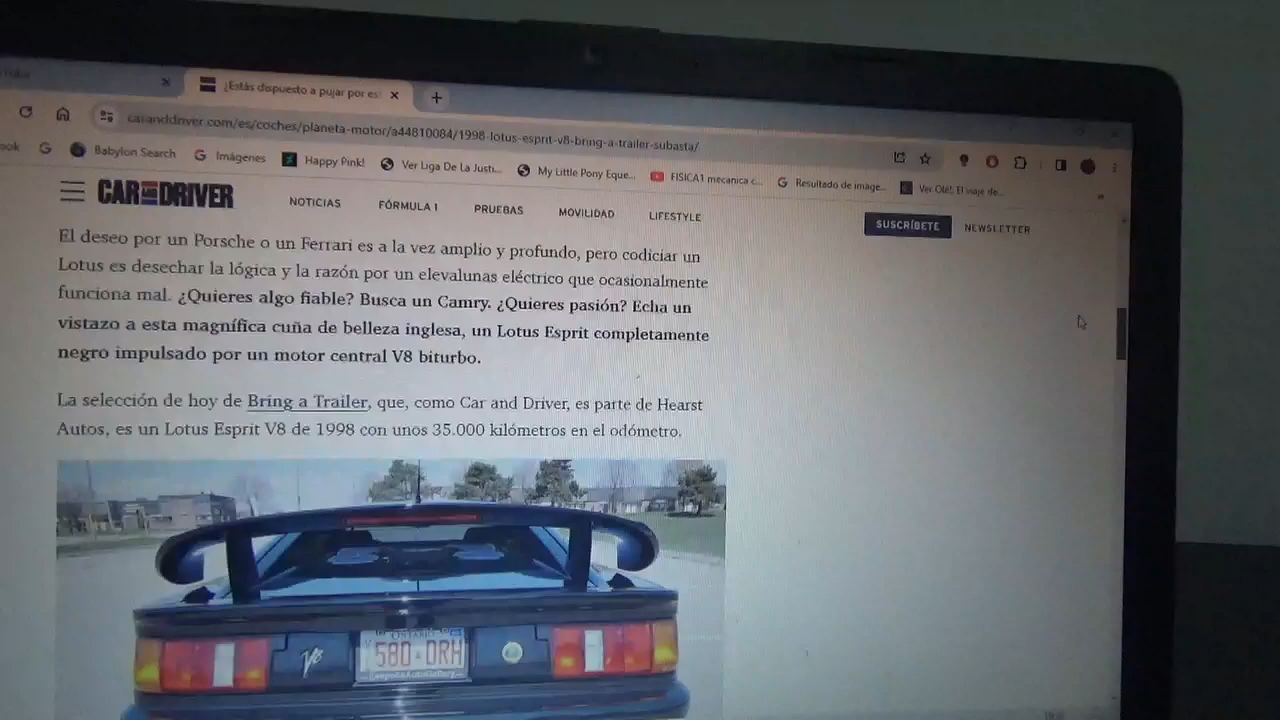 ¿Estás dispuesto a pujar por es
caranddriver.com/es/coches/planeta-motor/a44810084/1998-lotus-esprit-v8-bring-a-trailer-subasta/
ook Babylon Search Imágenes Happy Pink! Ver Liga De La Justi... My Little Pony Eque... FISICA1 mecanica c... Resultado de image... Ver Olé!: El viaje de...
CAR AND DRIVER NOTICIAS FÓRMULA 1 PRUEBAS MOVILIDAD LIFESTYLE SUSCRÍBETE NEWSLETTER
El deseo por un Porsche o un Ferrari es a la vez amplio y profundo, pero codiciar un
Lotus es desechar la lógica y la razón por un elevalunas eléctrico que ocasionalmente
funciona mal. ¿Quieres algo fiable? Busca un Camry. ¿Quieres pasión? Echa un
vistazo a esta magnífica cuña de belleza inglesa, un Lotus Esprit completamente
negro impulsado por un motor central V8 biturbo.
La selección de hoy de Bring a Trailer, que, como Car and Driver, es parte de Hearst
Autos, es un Lotus Esprit V8 de 1998 con unos 35.000 kilómetros en el odómetro.
V8
ONTARIO
580 DRH